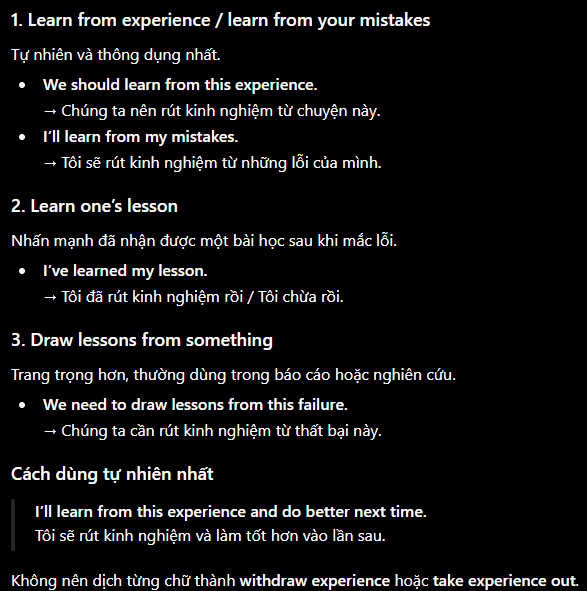 1. Learn from experience / learn from your mistakes
Tự nhiên và thông dụng nhất.
• We should learn from this experience.
→ Chúng ta nên rút kinh nghiệm từ chuyện này.
• I’ll learn from my mistakes.
→ Tôi sẽ rút kinh nghiệm từ những lỗi của mình.
2. Learn one’s lesson
Nhấn mạnh đã nhận được một bài học sau khi mắc lỗi.
• I’ve learned my lesson.
→ Tôi đã rút kinh nghiệm rồi / Tôi chừa rồi.
3. Draw lessons from something
Trang trọng hơn, thường dùng trong báo cáo hoặc nghiên cứu.
• We need to draw lessons from this failure.
→ Chúng ta cần rút kinh nghiệm từ thất bại này.
Cách dùng tự nhiên nhất
I’ll learn from this experience and do better next time.
Tôi sẽ rút kinh nghiệm và làm tốt hơn vào lần sau.
Không nên dịch từng chữ thành withdraw experience hoặc take experience out.